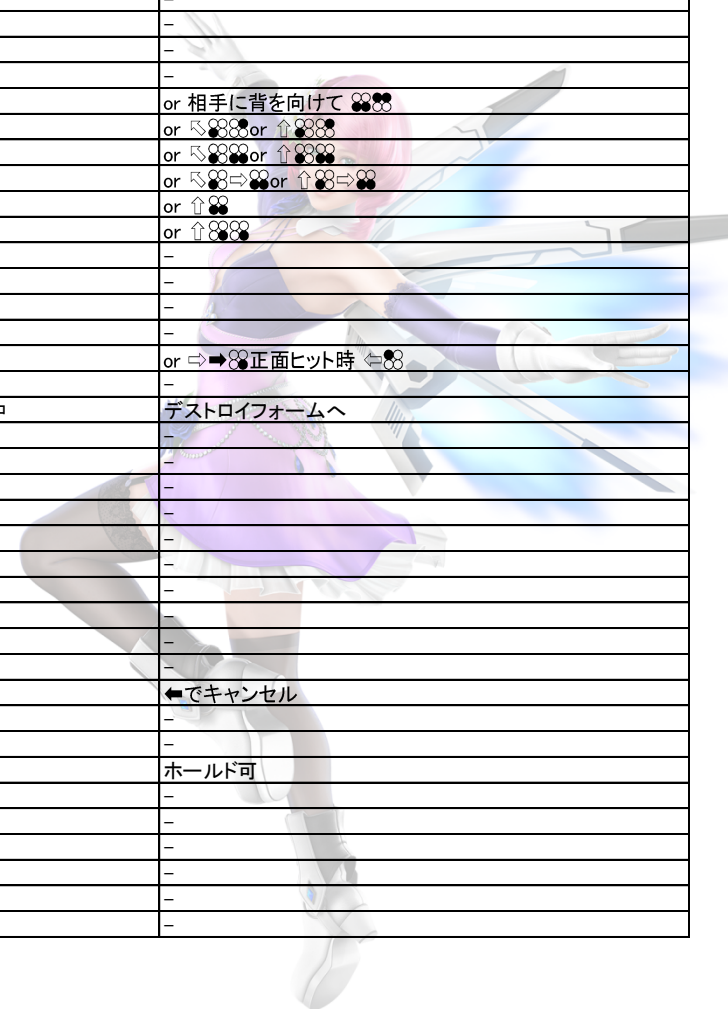 –
–
–
–
or 相手に背を向けて
or ↖ or ⇧
or ↖ or ⇧
or ↖ ⇨ or ⇧ ⇨
or ⇧
or ⇧
–
–
–
–
or ⇨➡正面ヒット時 ⇦
–
デストロイフォームへ
–
–
–
–
–
–
–
–
–
–
⬅でキャンセル
–
–
ホールド可
–
–
–
–
–
–